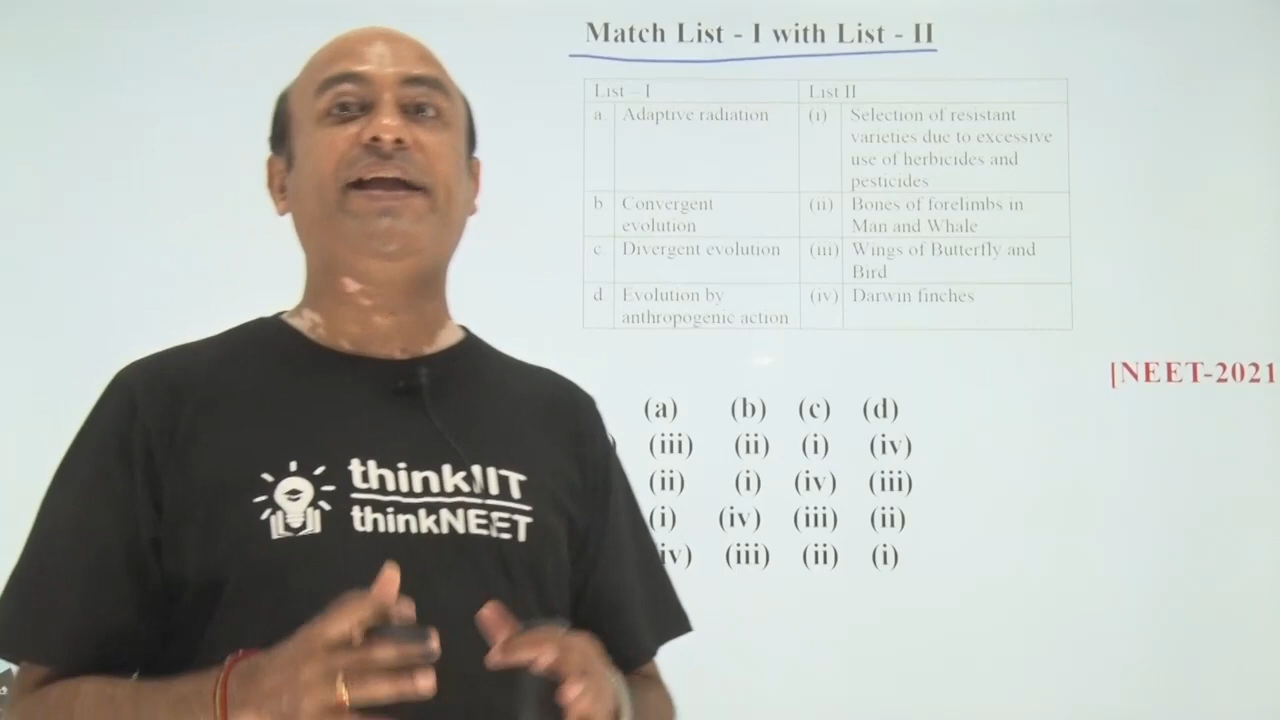 Match List - I with List - II
List – I List II
a. Adaptive radiation (i) Selection of resistant
varieties due to excessive
use of herbicides and
pesticides
b Convergent
evolution
(ii) Bones of forelimbs in
Man and Whale
c. Divergent evolution (iii) Wings of Butterfly and
Bird
d. Evolution by
anthropogenic action
(iv) Darwin finches
[NEET-2021
(a) (b) (c) (d)
(iii) (ii) (i) (iv)
(ii) (i) (iv) (iii)
(i) (iv) (iii) (ii)
iv) (iii) (ii) (i)
thinkIIT
thinkNEET